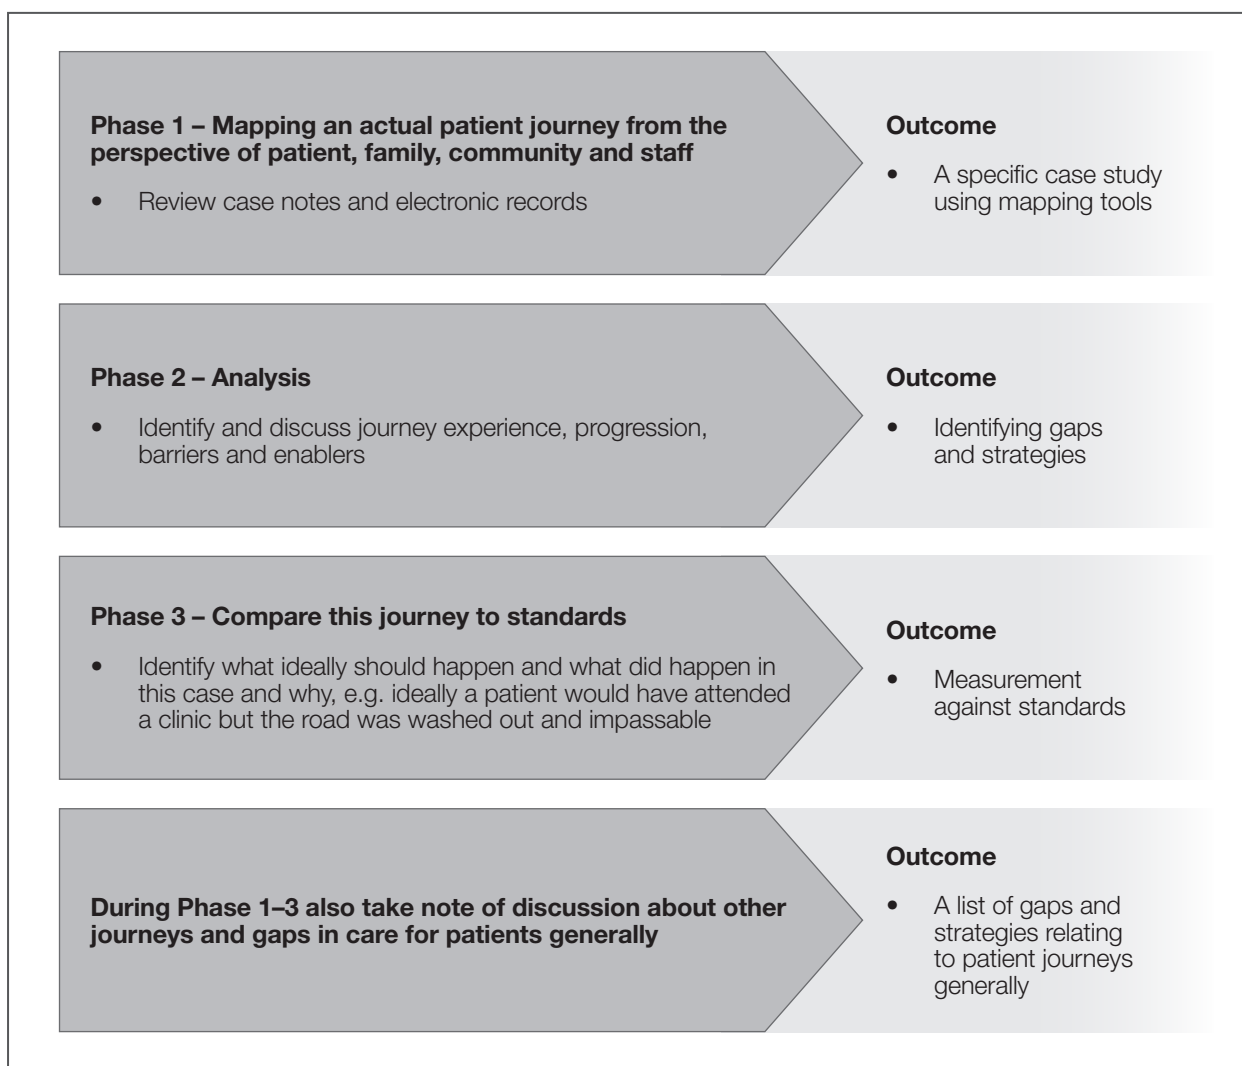 Phase 1 – Mapping an actual patient journey from the
perspective of patient, family, community and staff
• Review case notes and electronic records
Outcome
• A specific case study
using mapping tools
Phase 2 – Analysis
• Identify and discuss journey experience, progression,
barriers and enablers
Outcome
• Identifying gaps
and strategies
Phase 3 – Compare this journey to standards
• Identify what ideally should happen and what did happen in
this case and why, e.g. ideally a patient would have attended
a clinic but the road was washed out and impassable
Outcome
• Measurement
against standards
During Phase 1–3 also take note of discussion about other
journeys and gaps in care for patients generally
Outcome
• A list of gaps and
strategies relating
to patient journeys
generally